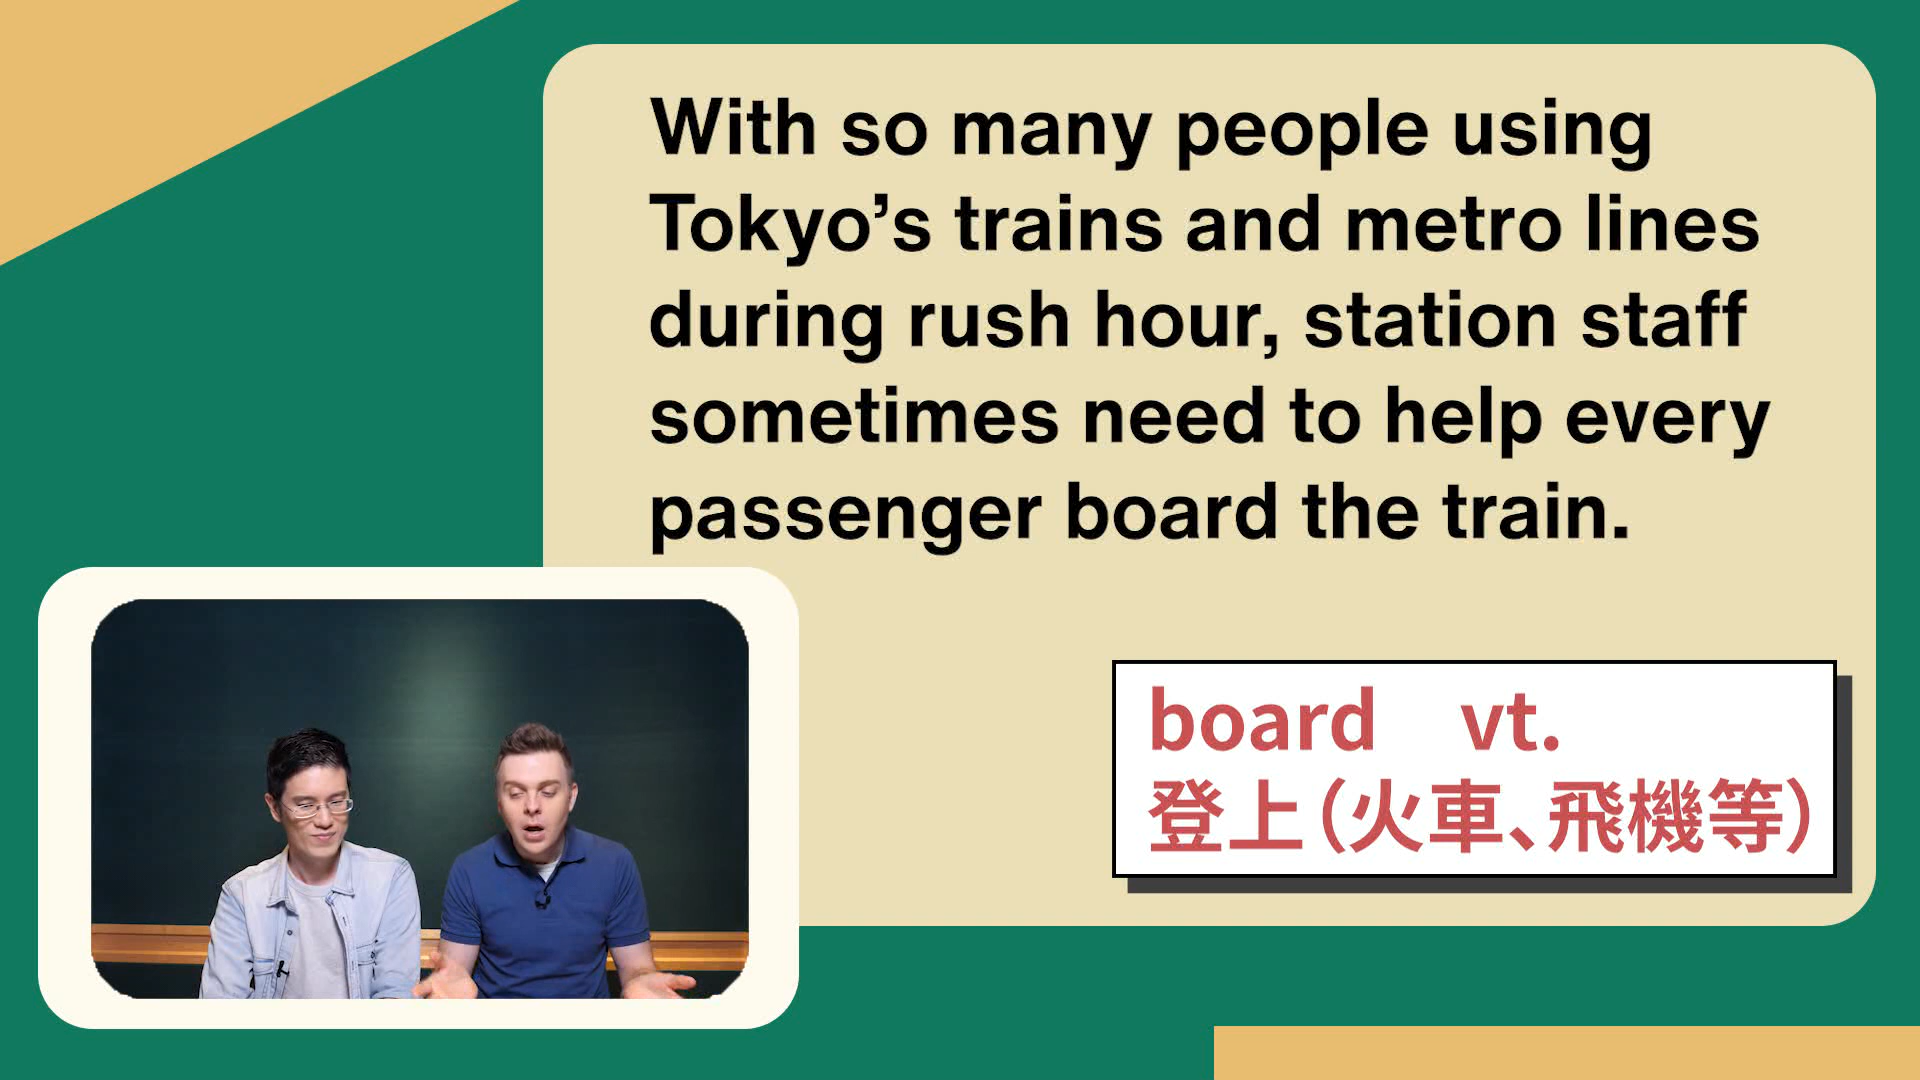 With so many people using
Tokyo’s trains and metro lines
during rush hour, station staff
sometimes need to help every
passenger board the train.
board vt.
登上(火車、飛機等)